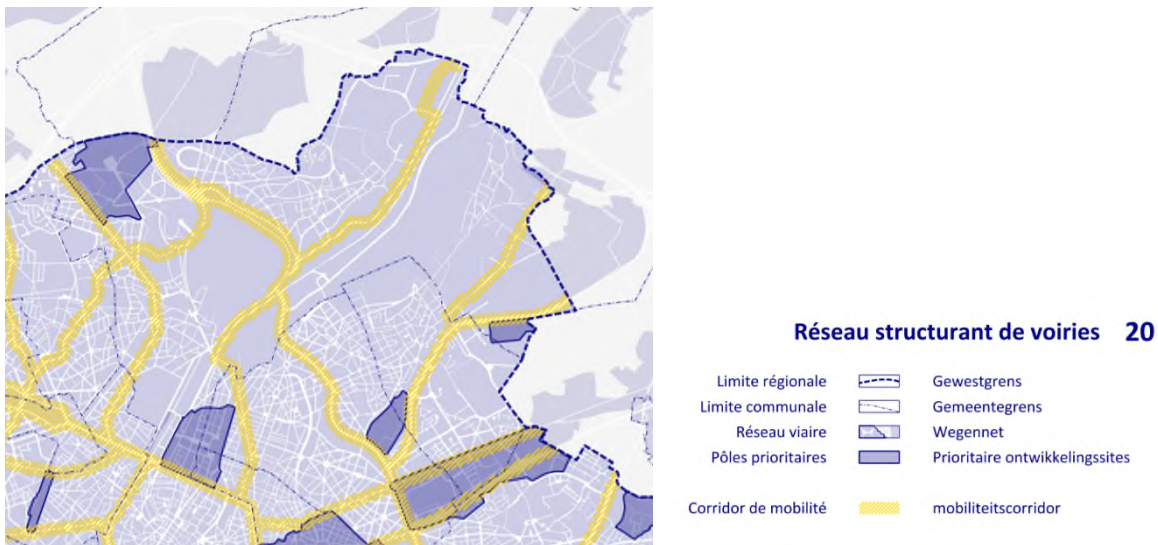 Réseau structurant de voiries 20
Limite régionale Gewestgrens
Limite communale Gemeentegrens
Réseau viaire Wegennet
Pôles prioritaires Prioritaire ontwikkelingssites
Corridor de mobilité mobiliteitscorridor